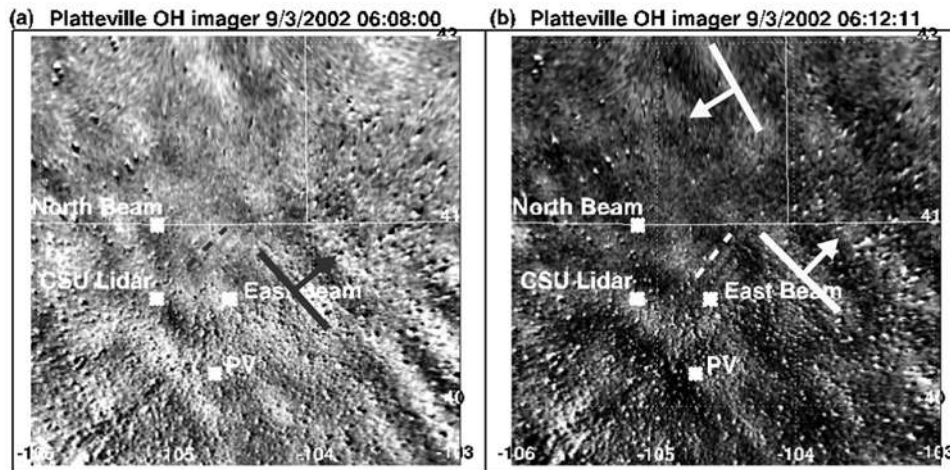 (a) Platteville OH imager 9/3/2002 06:08:00
North Beam
41
CSU Lidar
East Beam
PV
40
-106 -105 -104 -103
(b) Platteville OH imager 9/3/2002 06:12:11
North Beam
41
CSU Lidar
East Beam
PV
40
-106 -105 -104 -103